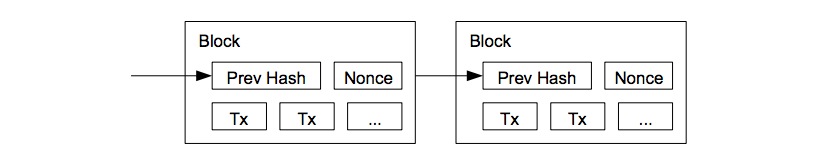 Block
Prev Hash Nonce
Tx Tx ...
Block
Prev Hash Nonce
Tx Tx ...